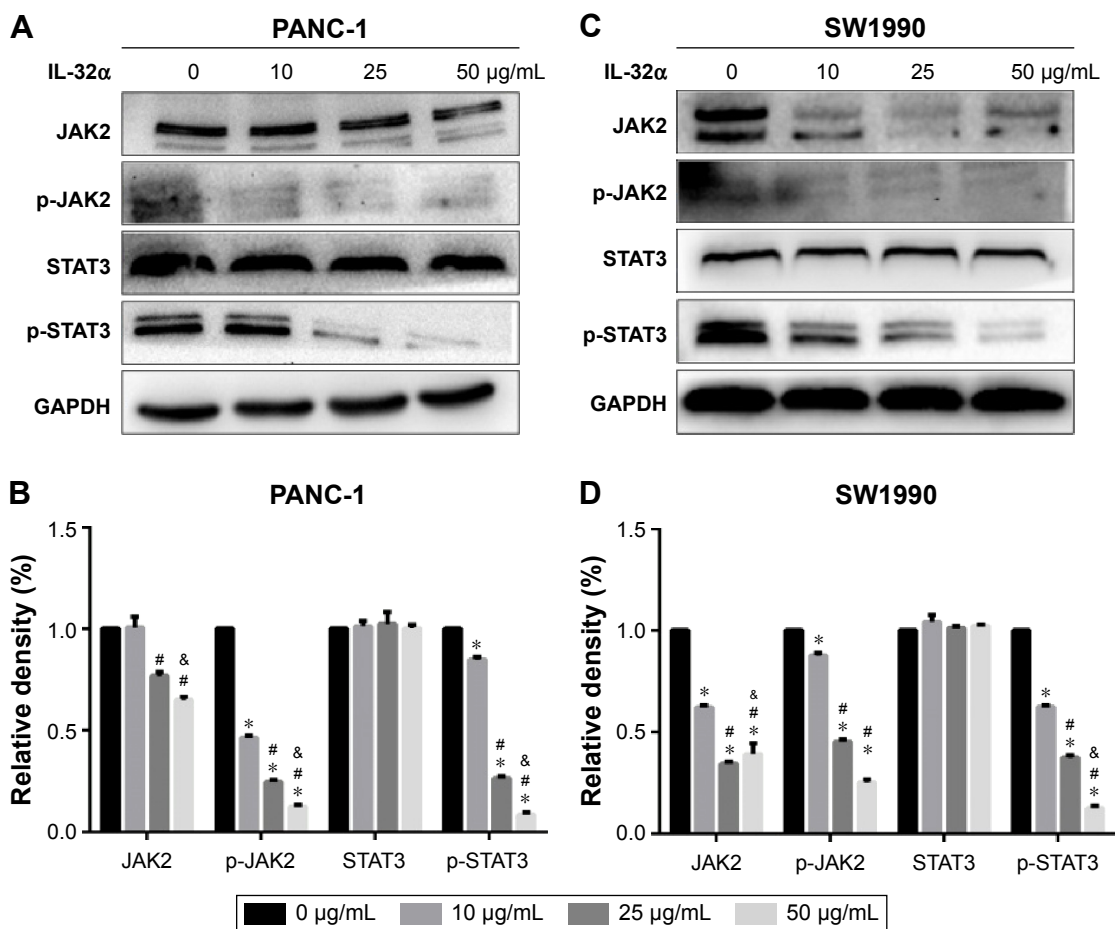 A
PANC-1
IL-32α 0 10 25 50 µg/mL
JAK2
p-JAK2
STAT3
p-STAT3
GAPDH
C
SW1990
IL-32α 0 10 25 50 µg/mL
JAK2
p-JAK2
STAT3
p-STAT3
GAPDH
B
PANC-1
Relative density (%)
1.5
1.0
0.5
0.0
# & #
* # * & # *
* # * & # *
JAK2 p-JAK2 STAT3 p-STAT3
D
SW1990
Relative density (%)
1.5
1.0
0.5
0.0
* # * & # *
* # * # *
* # * & # *
JAK2 p-JAK2 STAT3 p-STAT3
0 µg/mL 10 µg/mL 25 µg/mL 50 µg/mL